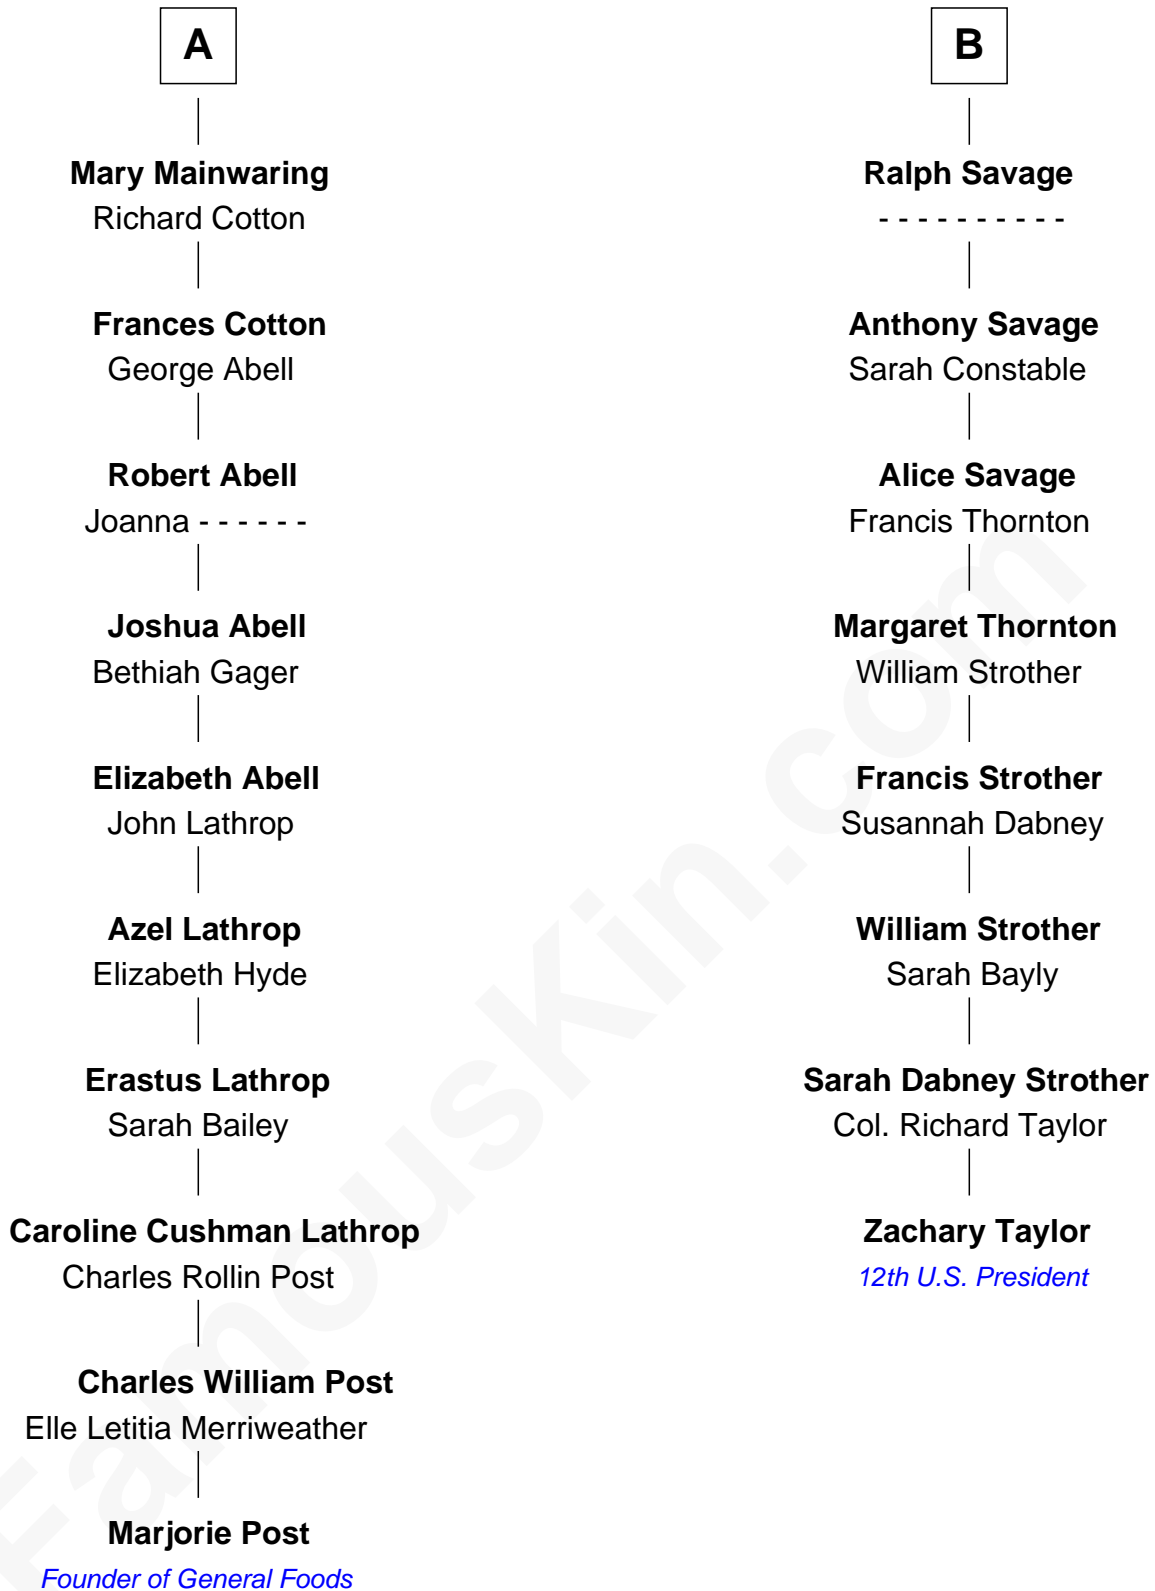 A
Mary Mainwaring
Richard Cotton
Frances Cotton
George Abell
Robert Abell
Joanna - - - - - -
Joshua Abell
Bethiah Gager
Elizabeth Abell
John Lathrop
Azel Lathrop
Elizabeth Hyde
Erastus Lathrop
Sarah Bailey
Caroline Cushman Lathrop
Charles Rollin Post
Charles William Post
Elle Letitia Merriweather
Marjorie Post
Founder of General Foods
B
Ralph Savage
- - - - - - - - - -
Anthony Savage
Sarah Constable
Alice Savage
Francis Thornton
Margaret Thornton
William Strother
Francis Strother
Susannah Dabney
William Strother
Sarah Bayly
Sarah Dabney Strother
Col. Richard Taylor
Zachary Taylor
12th U.S. President
FamousKin.com